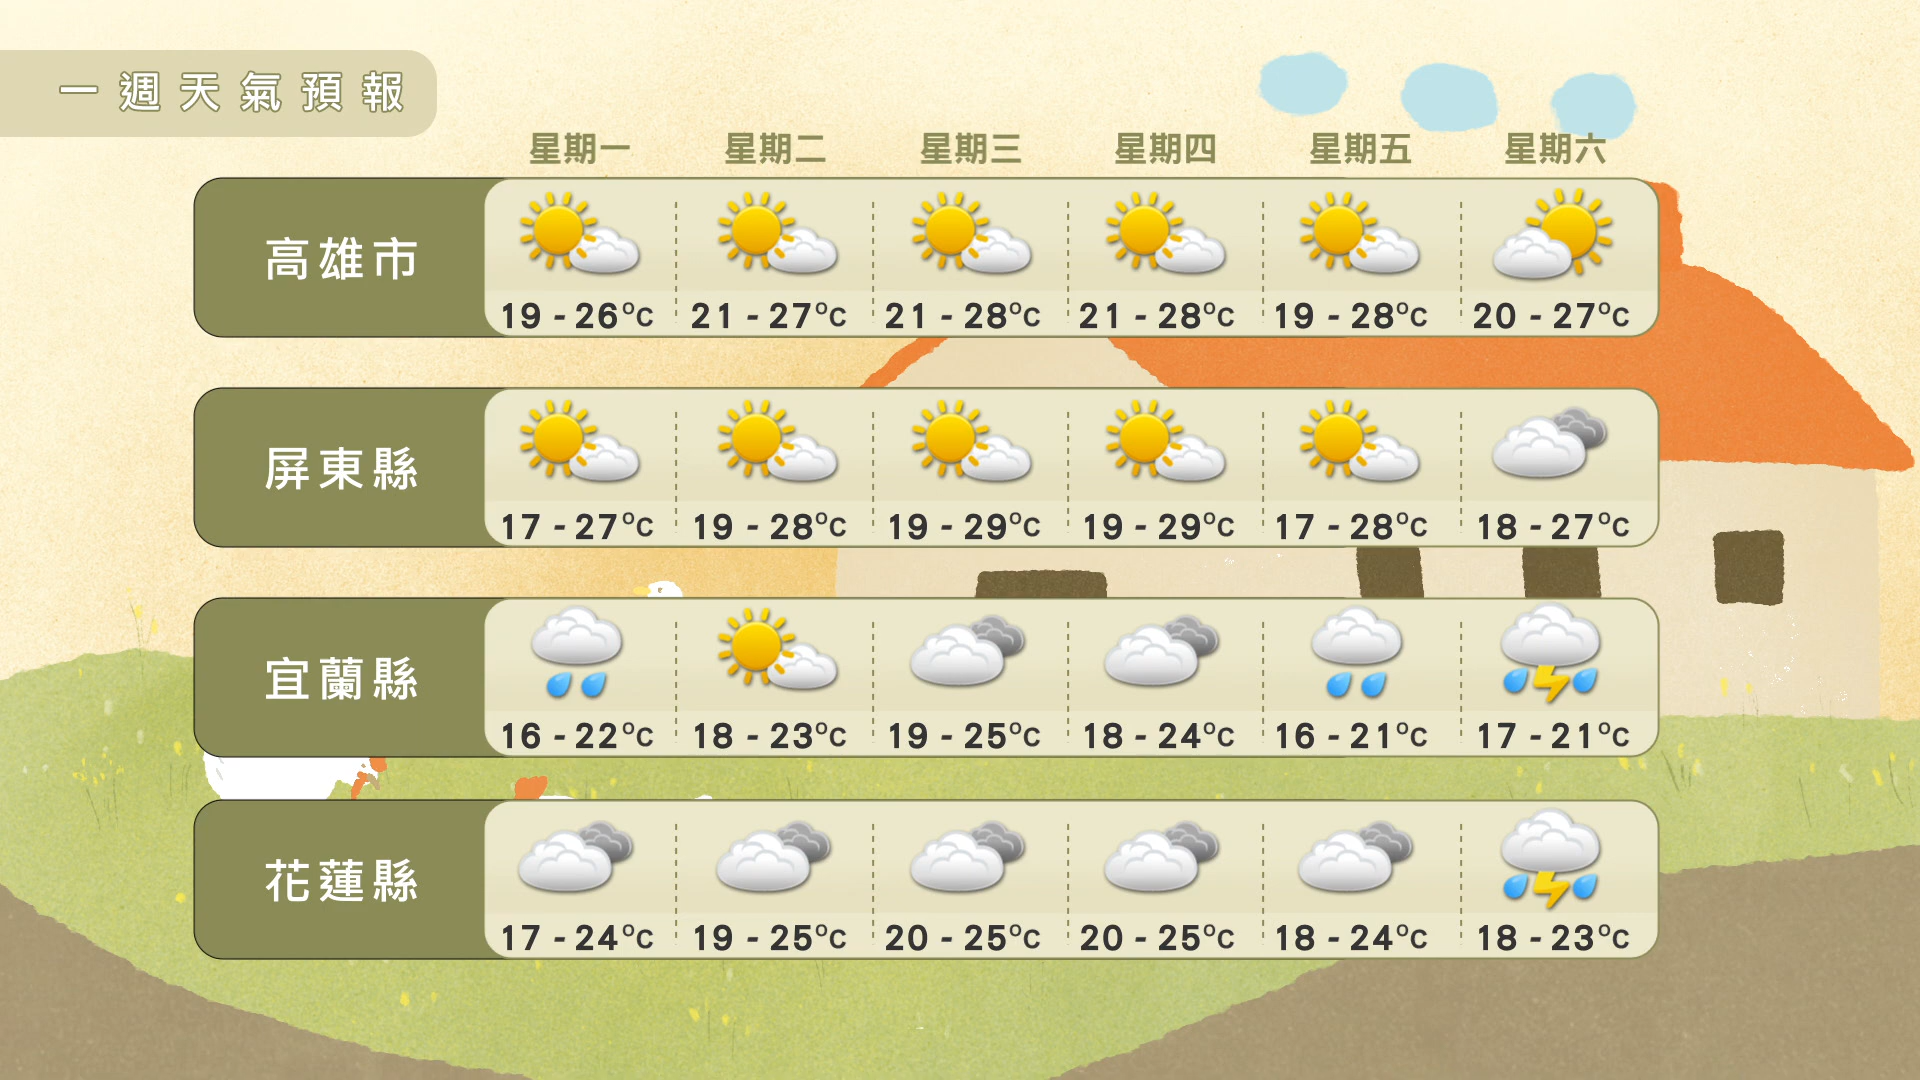 一週天氣預報
星期一 星期二 星期三 星期四 星期五 星期六
高雄市
19 - 26°C 21 - 27°C 21 - 28°C 21 - 28°C 19 - 28°C 20 - 27°C
屏東縣
17 - 27°C 19 - 28°C 19 - 29°C 19 - 29°C 17 - 28°C 18 - 27°C
宜蘭縣
16 - 22°C 18 - 23°C 19 - 25°C 18 - 24°C 16 - 21°C 17 - 21°C
花蓮縣
17 - 24°C 19 - 25°C 20 - 25°C 20 - 25°C 18 - 24°C 18 - 23°C